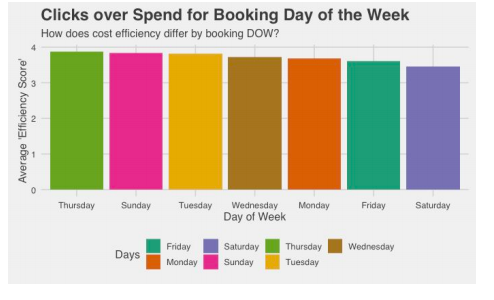 Clicks over Spend for Booking Day of the Week
How does cost efficiency differ by booking DOW?
Average 'Efficiency Score'
4
3
2
1
0
Thursday Sunday Tuesday Wednesday Monday Friday Saturday
Day of Week
Days
Friday Saturday Thursday Wednesday
Monday Sunday Tuesday